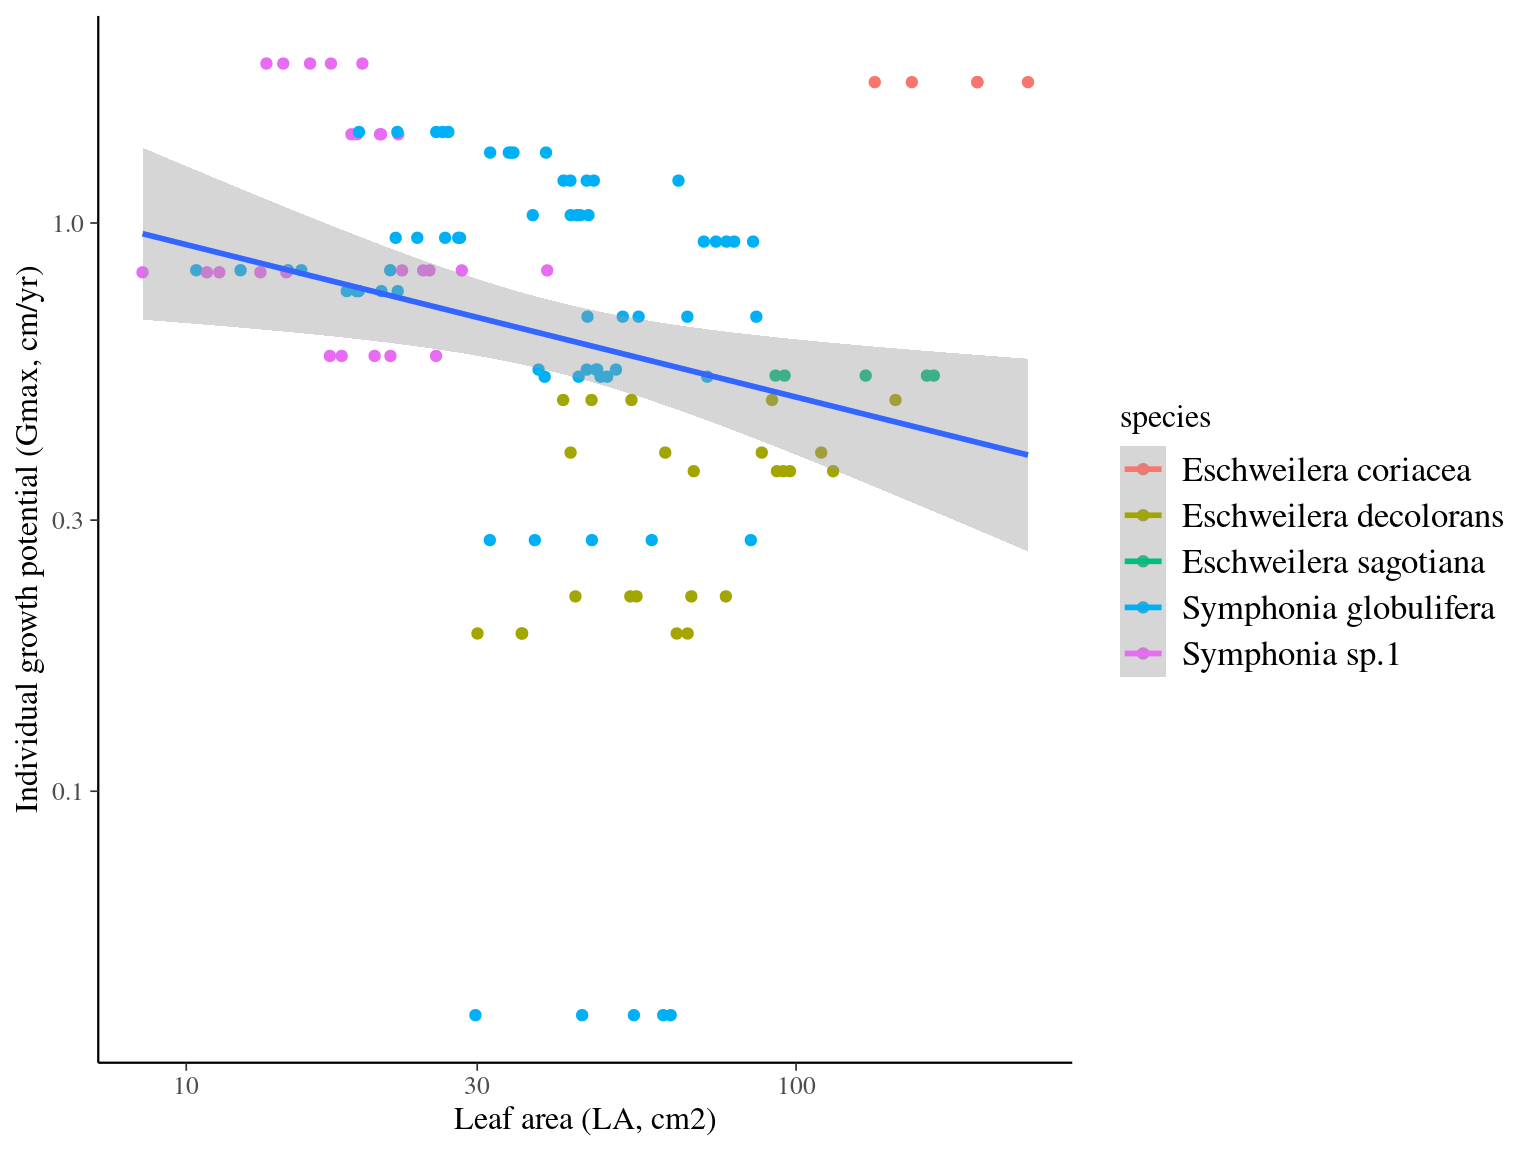 Individual growth potential (Gmax, cm/yr)
1.0
0.3
0.1
10 30 100
Leaf area (LA, cm2)
species
Eschweilera coriacea
Eschweilera decolorans
Eschweilera sagotiana
Symphonia globulifera
Symphonia sp.1